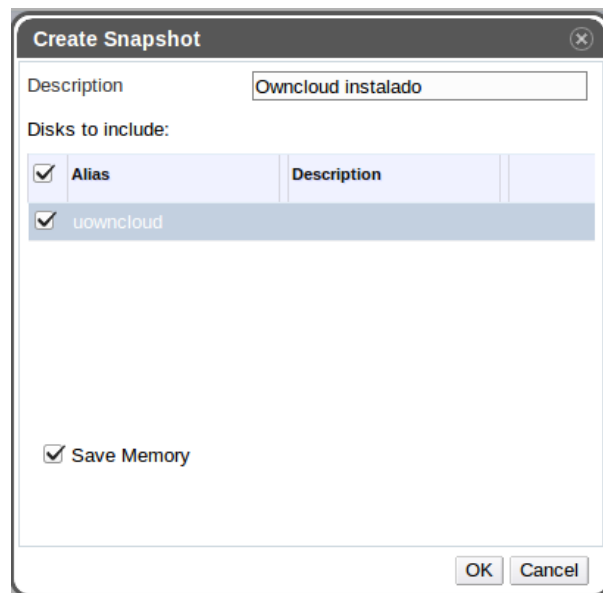 Create Snapshot
Description Owncloud instalado
Disks to include:
Alias Description
uowncloud
Save Memory
OK Cancel